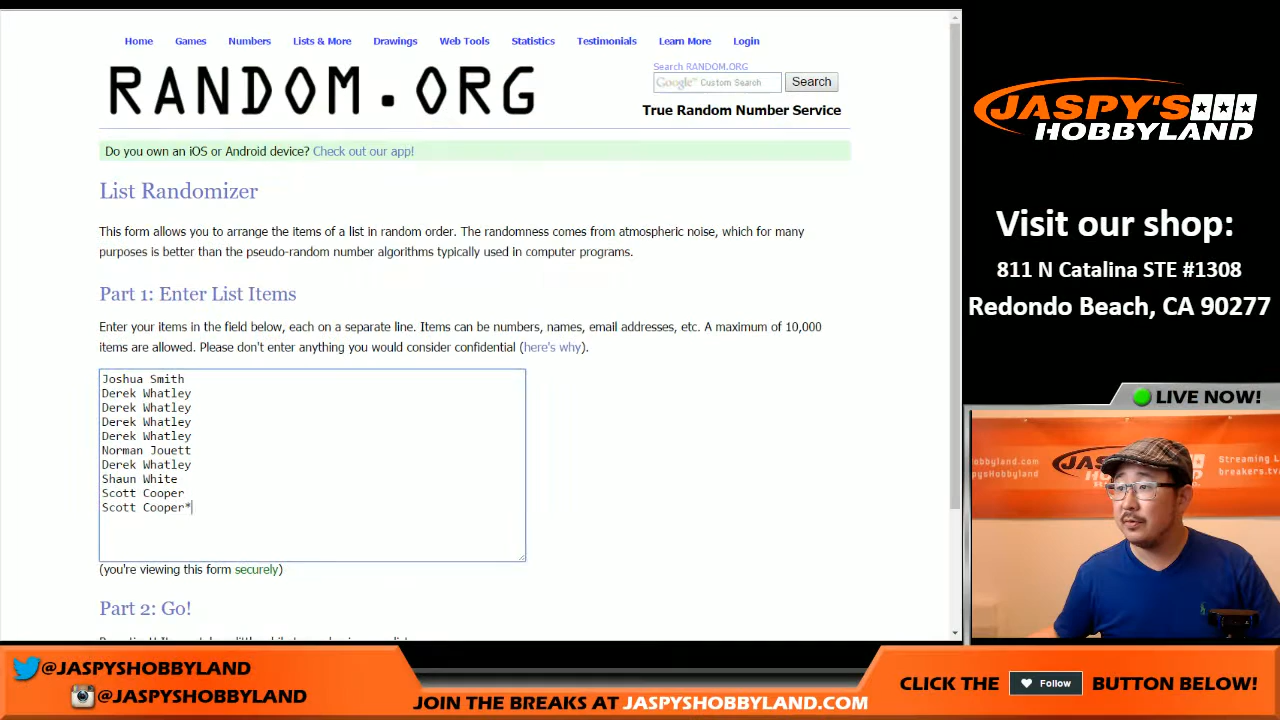 Home Games Numbers Lists & More Drawings Web Tools Statistics Testimonials Learn More Login
RANDOM.ORG
Search RANDOM.ORG
Google™ Custom Search Search
True Random Number Service
Do you own an iOS or Android device? Check out our app!
List Randomizer
This form allows you to arrange the items of a list in random order. The randomness comes from atmospheric noise, which for many
purposes is better than the pseudo-random number algorithms typically used in computer programs.
Part 1: Enter List Items
Enter your items in the field below, each on a separate line. Items can be numbers, names, email addresses, etc. A maximum of 10,000
items are allowed. Please don't enter anything you would consider confidential (here's why).
Joshua Smith
Derek Whatley
Derek Whatley
Derek Whatley
Derek Whatley
Norman Jouett
Derek Whatley
Shaun White
Scott Cooper
Scott Cooper*
(you're viewing this form securely)
Part 2: Go!
JASPY'S
HOBBYLAND
Visit our shop:
811 N Catalina STE #1308
Redondo Beach, CA 90277
LIVE NOW!
@JASPYSHOBBYLAND
@JASPYSHOBBYLAND
JOIN THE BREAKS AT JASPYSHOBBYLAND.COM
CLICK THE Follow BUTTON BELOW!